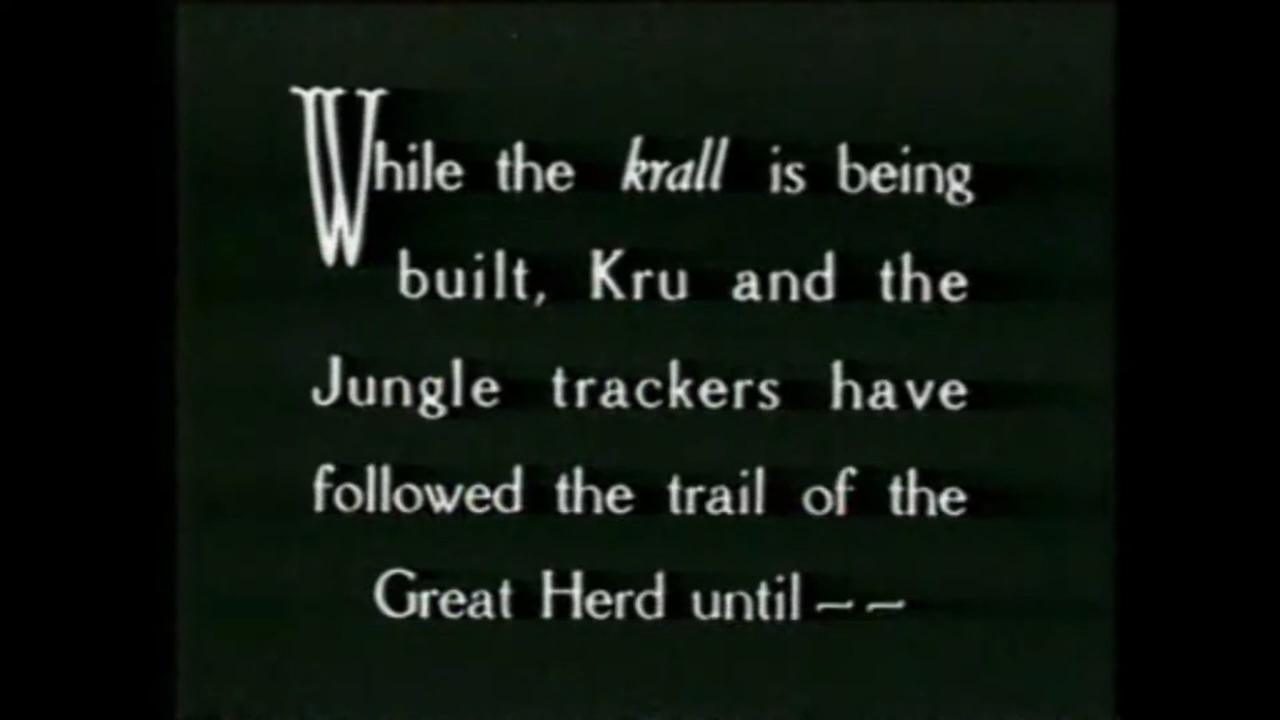 While the krall is being
built, Kru and the
Jungle trackers have
followed the trail of the
Great Herd until--